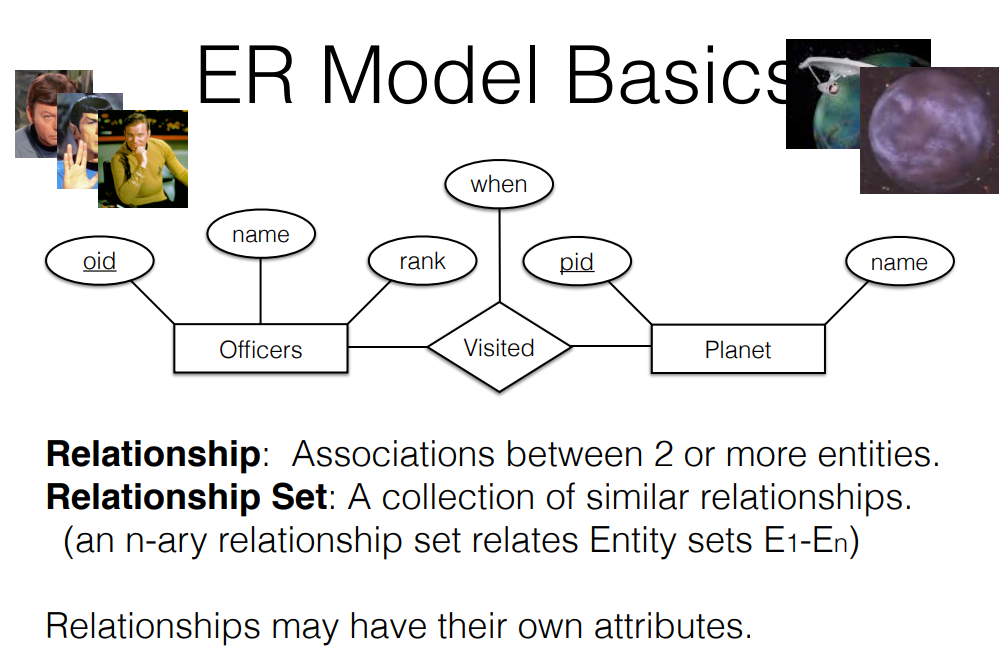 ER Model Basics
when
name
oid
rank
pid
name
Officers
Visited
Planet
Relationship: Associations between 2 or more entities.
Relationship Set: A collection of similar relationships.
(an n-ary relationship set relates Entity sets E1-En)
Relationships may have their own attributes.